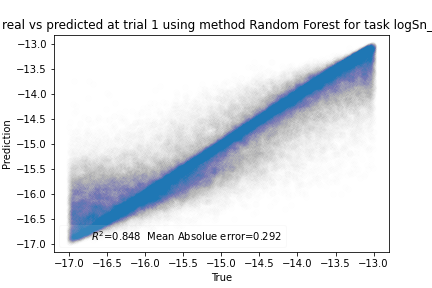 real vs predicted at trial 1 using method Random Forest for task logSn_
−13.0
−13.5
−14.0
−14.5
−15.0
−15.5
−16.0
−16.5
−17.0
Prediction
R²=0.848 Mean Absolue error=0.292
−17.0 −16.5 −16.0 −15.5 −15.0 −14.5 −14.0 −13.5 −13.0
True